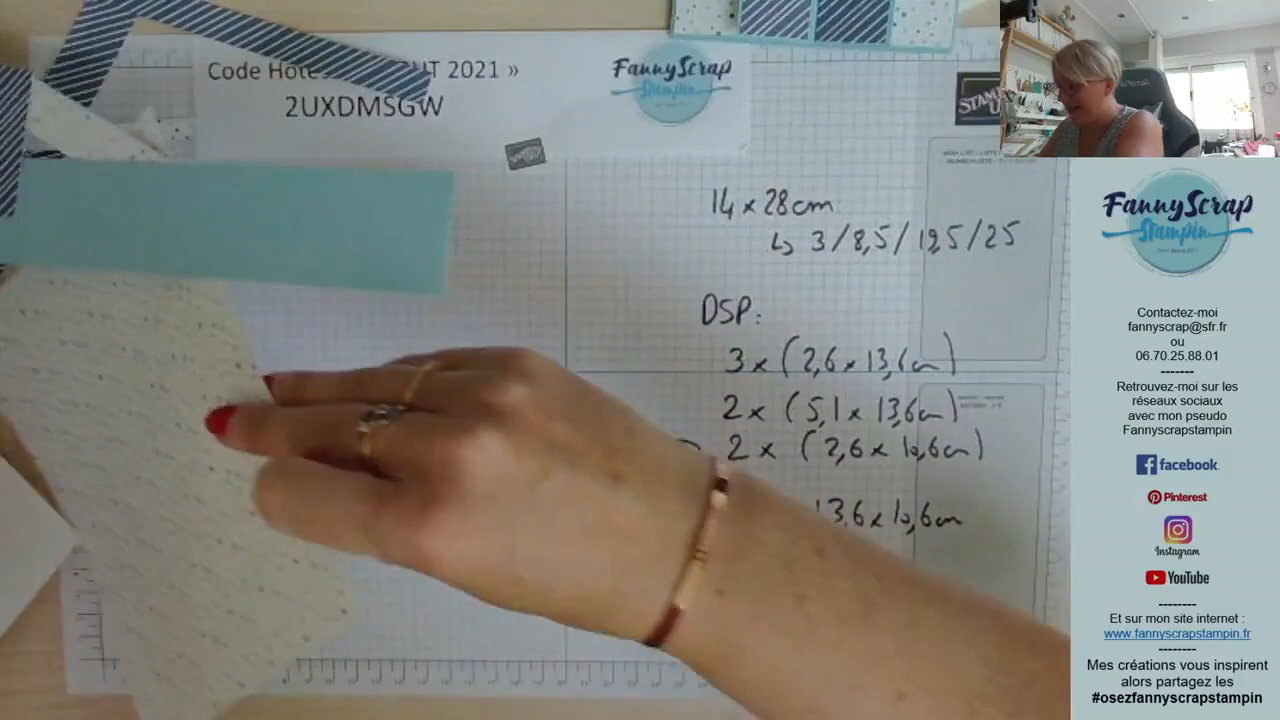 2021 »
2UXDMSGW
FannyScrap
Stampin
14 x 28cm
↳ 3/8,5/19,5/25
DSP:
3 x (2,6 x 13,6cm)
2 x (5,1 x 13,6cm)
2 x (2,6 x 10,6cm)
13,6 x 10,6cm
FannyScrap
Stampin
Contactez-moi
fannyscrap@sfr.fr
ou
06.70.25.88.01
-------
Retrouvez-moi sur les
réseaux sociaux
avec mon pseudo
Fannyscrapstampin
facebook.
Pinterest
Instagram
YouTube
--------
Et sur mon site internet :
www.fannyscrapstampin.fr
-------
Mes créations vous inspirent
alors partagez les
#osezfannyscrapstampin